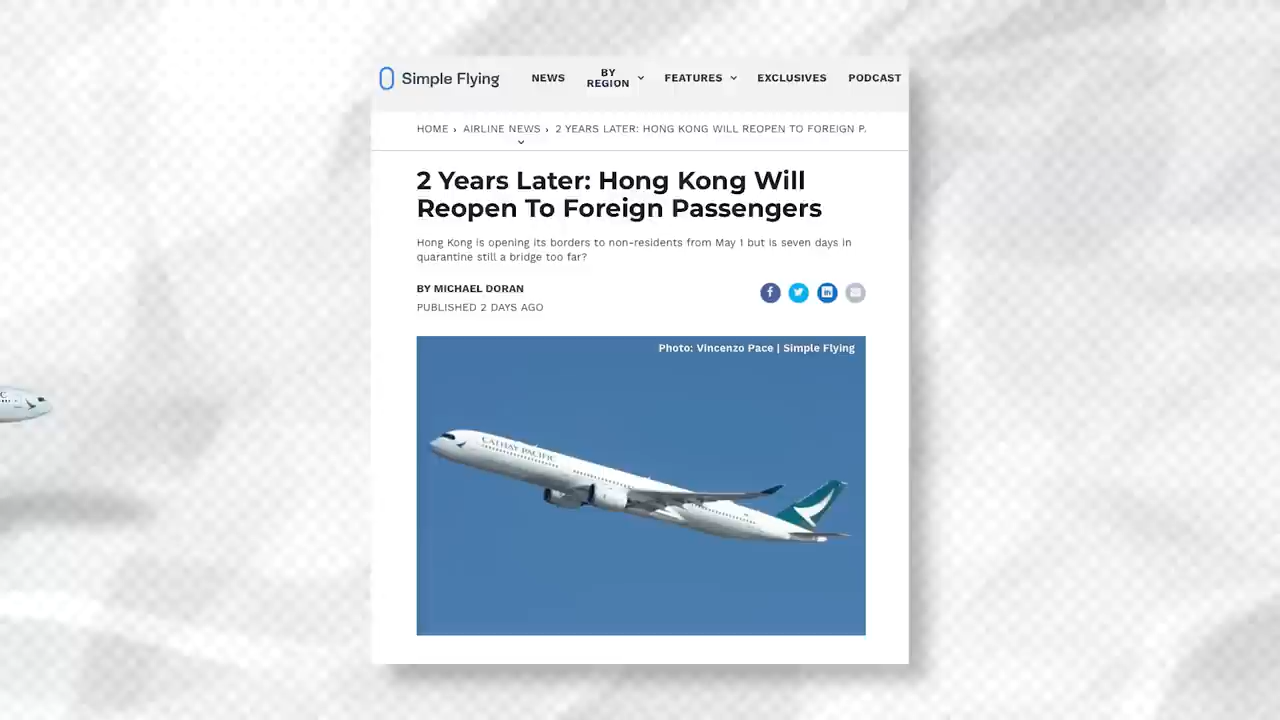 Simple Flying
NEWS
BY
REGION
FEATURES
EXCLUSIVES
PODCAST
HOME › AIRLINE NEWS › 2 YEARS LATER: HONG KONG WILL REOPEN TO FOREIGN P.
2 Years Later: Hong Kong Will
Reopen To Foreign Passengers
Hong Kong is opening its borders to non-residents from May 1 but is seven days in
quarantine still a bridge too far?
BY MICHAEL DORAN
PUBLISHED 2 DAYS AGO
Photo: Vincenzo Pace | Simple Flying
CATHAY PACIFIC
C